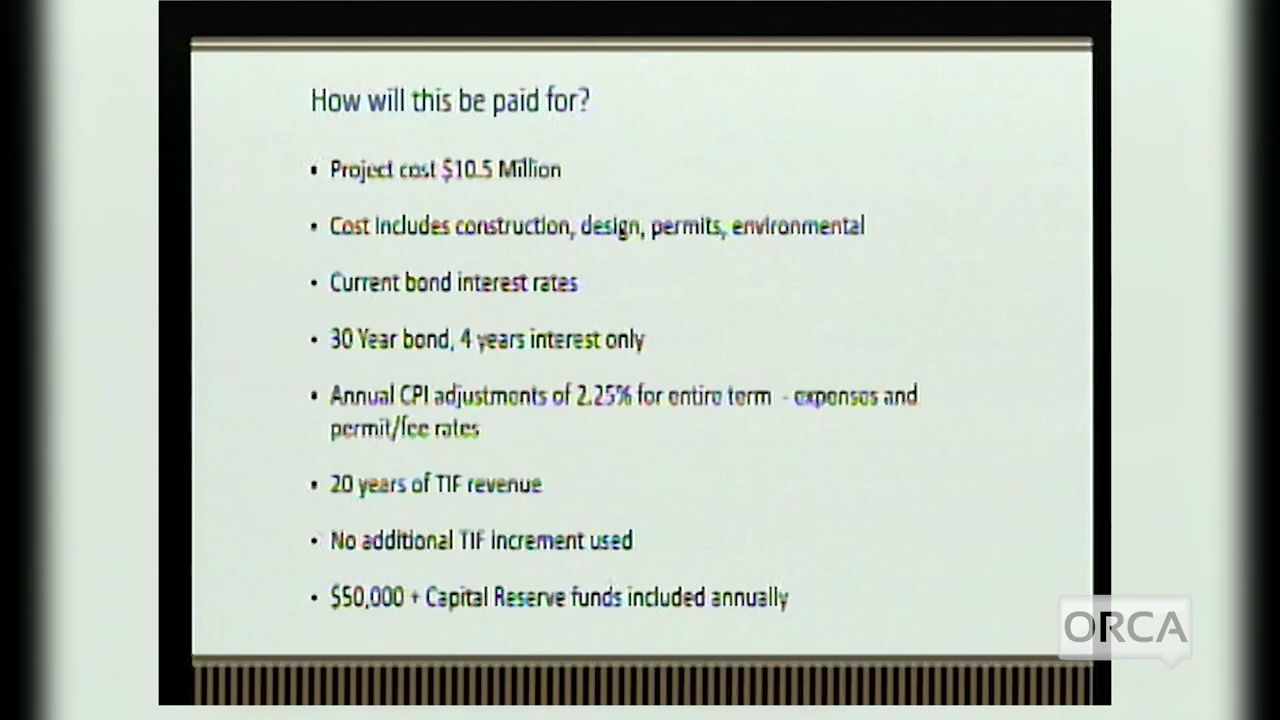 How will this be paid for?
▪ Project cost $10.5 Million
▪ Cost includes construction, design, permits, environmental
▪ Current bond interest rates
▪ 30 Year bond, 4 years interest only
▪ Annual CPI adjustments of 2.25% for entire term - expenses and
permit/fee rates
▪ 20 years of TIF revenue
▪ No additional TIF increment used
▪ $50,000 + Capital Reserve funds included annually
ORCA